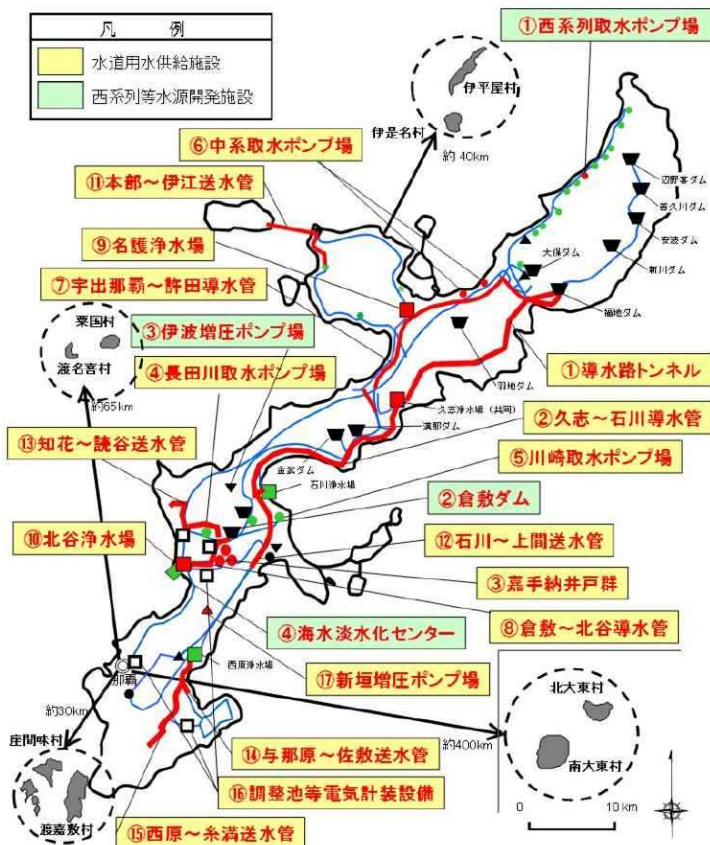 凡 例
水道用水供給施設
西系列等水源開発施設
①西系列取水ポンプ場
伊平屋村
伊是名村
約 40km
⑥中系取水ポンプ場
⑪本部～伊江送水管
辺野喜ダム
普久川ダム
安波ダム
大保ダム
新川ダム
福地ダム
⑨名護浄水場
⑦宇出那覇～許田導水管
粟国村
渡名喜村
約65km
③伊波増圧ポンプ場
④長田川取水ポンプ場
羽地ダム
①導水路トンネル
久志浄水場（共同）
漢那ダム
②久志～石川導水管
⑬知花～読谷送水管
金武ダム
石川浄水場
⑤川崎取水ポンプ場
②倉敷ダム
⑩北谷浄水場
⑫石川～上間送水管
③嘉手納井戸群
⑧倉敷～北谷導水管
④海水淡水化センター
西原浄水場
⑰新垣増圧ポンプ場
那覇
北大東村
南大東村
約30km
座間味村
約400km
⑭与那原～佐敷送水管
⑯調整池等電気計装設備
渡嘉敷村
⑮西原～糸満送水管
0 10 km